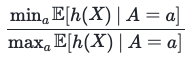 min_a 𝔼[h(X) | A = a]
max_a 𝔼[h(X) | A = a]